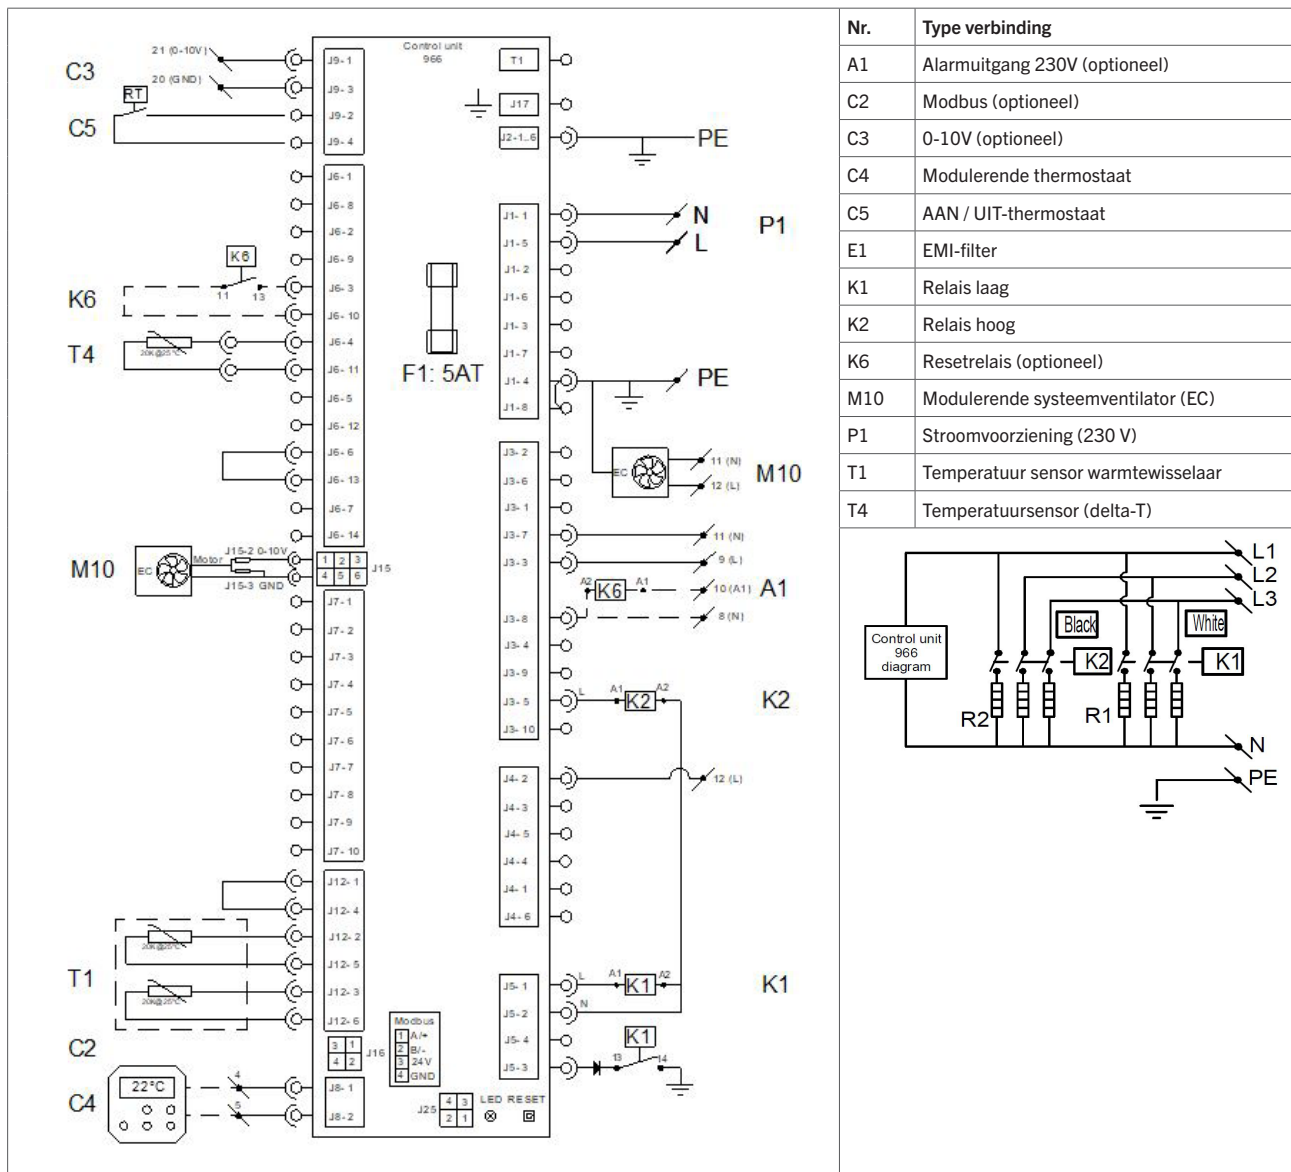 Control unit
966
C3
21 (0-10V)
20 (GND)
C5
RT
J9-1
J9-3
J9-2
J9-4
J6-1
J6-8
J6-2
J6-9
J6-3
J6-10
J6-4
J6-11
J6-5
J6-12
J6-6
J6-13
J6-7
J6-14
K6
K6
11
13
T4
20K@25°C
M10
EC
Motor
J15-2 0-10V
J15-3 GND
1 2 3
4 5 6
J15
J7-1
J7-2
J7-3
J7-4
J7-5
J7-6
J7-7
J7-8
J7-9
J7-10
J12-1
J12-4
J12-2
J12-5
J12-3
J12-6
T1
20K@25°C
20K@25°C
C2
3 1
4 2
J16
Modbus
1 A/+
2 B/-
3 24V
4 GND
C4
22°C
4
5
J8-1
J8-2
J25
4 3
2 1
LED RESET
F1: 5AT
T1
J17
J2-1..6
PE
J1-1
J1-5
J1-2
J1-6
J1-3
J1-7
J1-4
J1-8
N
L
P1
PE
EC
11 (N)
12 (L)
M10
J3-2
J3-6
J3-1
J3-7
J3-3
J3-8
J3-4
J3-9
J3-5
J3-10
11 (N)
9 (L)
A2
K6
A1
10 (A1)
A1
8 (N)
L
A1
K2
A2
K2
J4-2
J4-3
J4-5
J4-4
J4-1
J4-6
12 (L)
J5-1
J5-2
J5-4
J5-3
L
A1
K1
A2
K1
N
K1
13
14
Nr. Type verbinding
A1 Alarmuitgang 230V (optioneel)
C2 Modbus (optioneel)
C3 0-10V (optioneel)
C4 Modulerende thermostaat
C5 AAN / UIT-thermostaat
E1 EMI-filter
K1 Relais laag
K2 Relais hoog
K6 Resetrelais (optioneel)
M10 Modulerende systeemventilator (EC)
P1 Stroomvoorziening (230 V)
T1 Temperatuur sensor warmtewisselaar
T4 Temperatuursensor (delta-T)
L1
L2
L3
Black
White
Control unit
966
diagram
K2
K1
R2
R1
N
PE